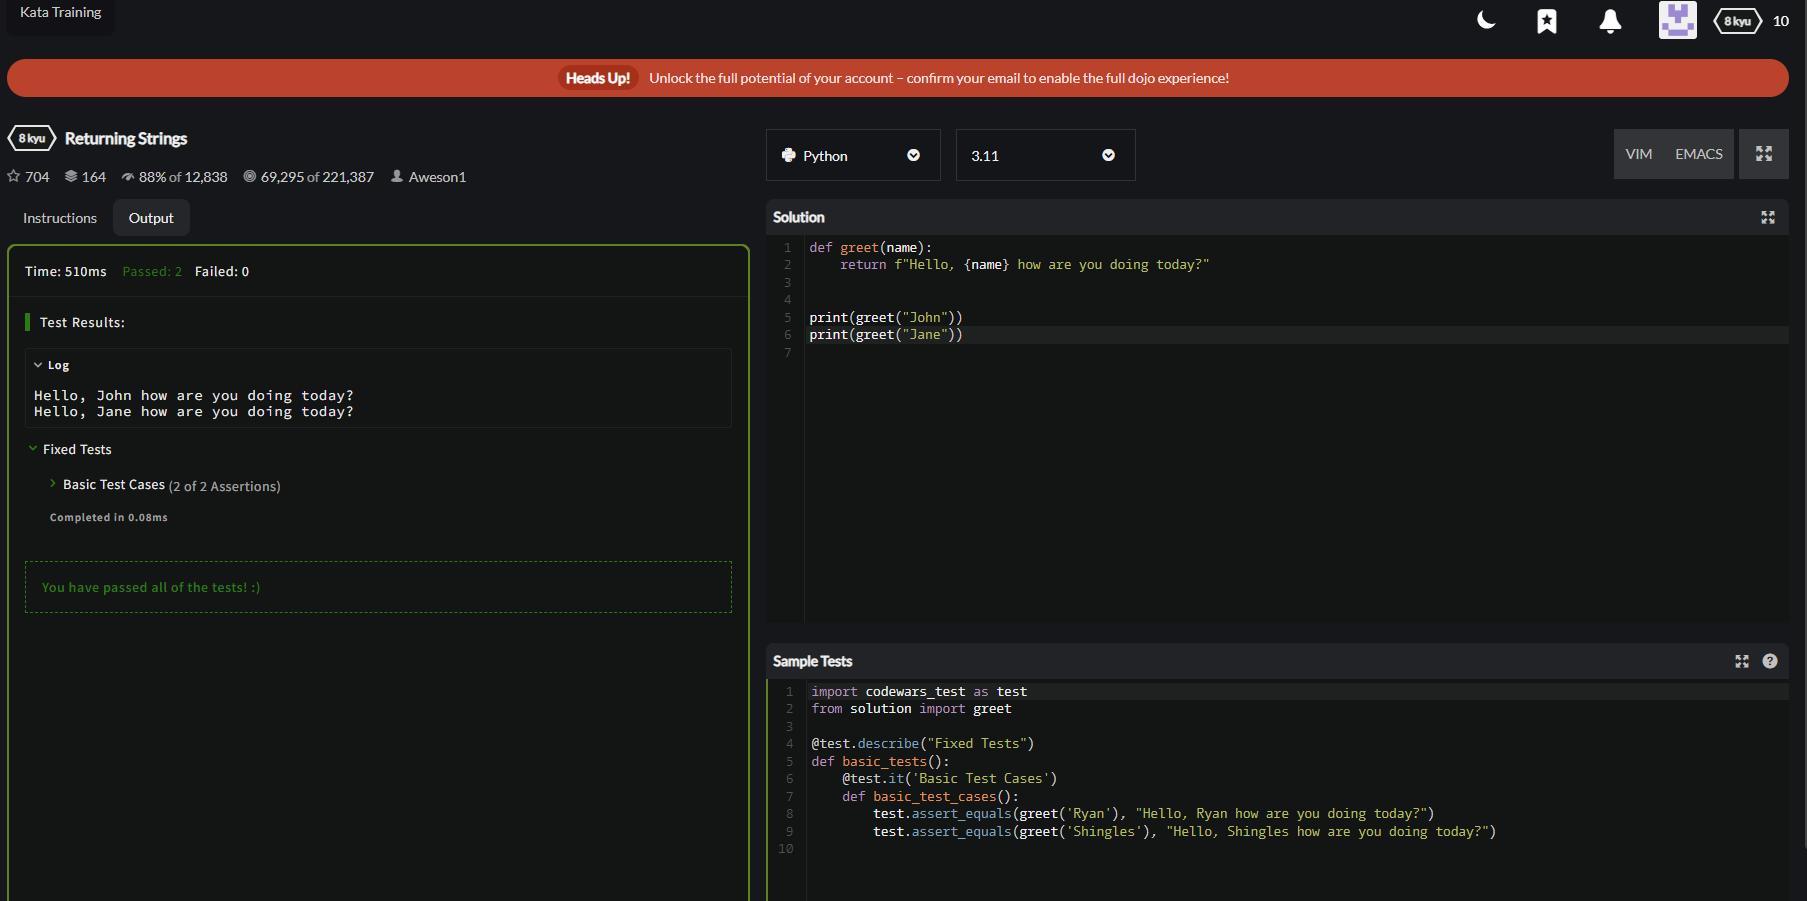 Kata Training
8 kyu 10
Heads Up! Unlock the full potential of your account – confirm your email to enable the full dojo experience!
8 kyu Returning Strings
704 164 88% of 12,838 69,295 of 221,387 Aweson1
Instructions Output
Time: 510ms Passed: 2 Failed: 0
Test Results:
Log
Hello, John how are you doing today?
Hello, Jane how are you doing today?
Fixed Tests
Basic Test Cases (2 of 2 Assertions)
Completed in 0.08ms
You have passed all of the tests! :)
Python 3.11 VIM EMACS
Solution
1 def greet(name):
2     return f"Hello, {name} how are you doing today?"
3
4
5 print(greet("John"))
6 print(greet("Jane"))
7
Sample Tests ?
1 import codewars_test as test
2 from solution import greet
3
4 @test.describe("Fixed Tests")
5 def basic_tests():
6     @test.it('Basic Test Cases')
7     def basic_test_cases():
8         test.assert_equals(greet('Ryan'), "Hello, Ryan how are you doing today?")
9         test.assert_equals(greet('Shingles'), "Hello, Shingles how are you doing today?")
10